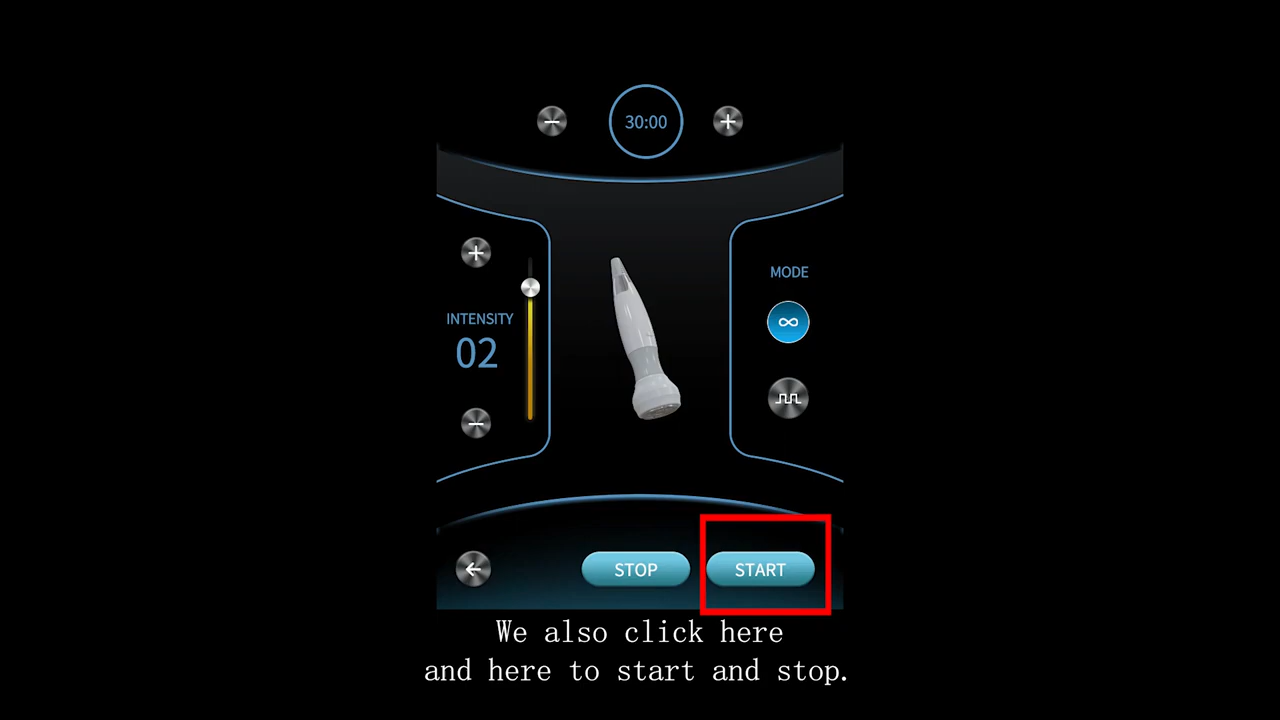 30:00
MODE
INTENSITY
02
STOP
START
We also click here
and here to start and stop.